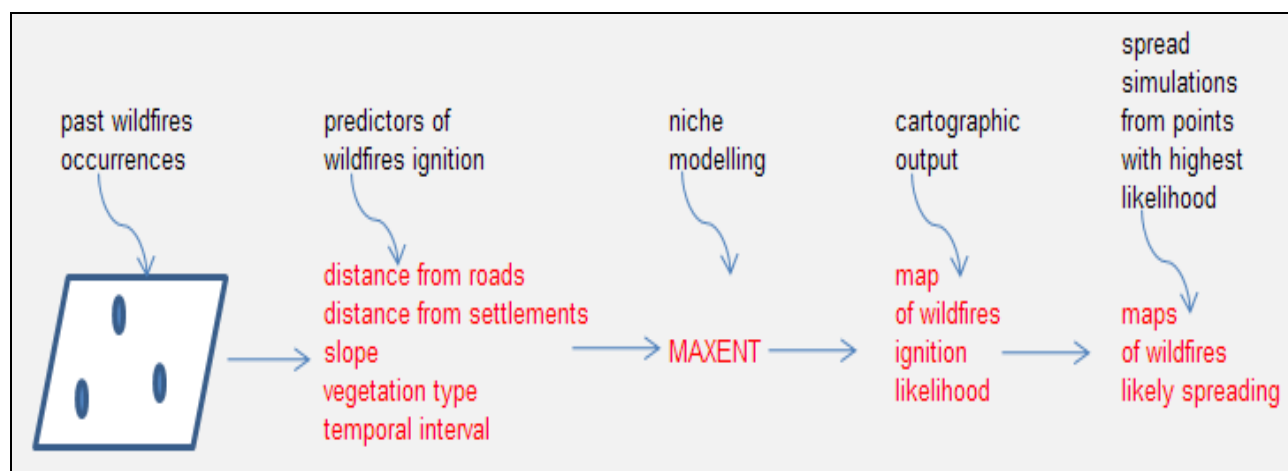 past wildfires
occurrences
predictors of
wildfires ignition
niche
modelling
cartographic
output
spread
simulations
from points
with highest
likelihood
distance from roads
distance from settlements
slope
vegetation type
temporal interval
MAXENT
map
of wildfires
ignition
likelihood
maps
of wildfires
likely spreading